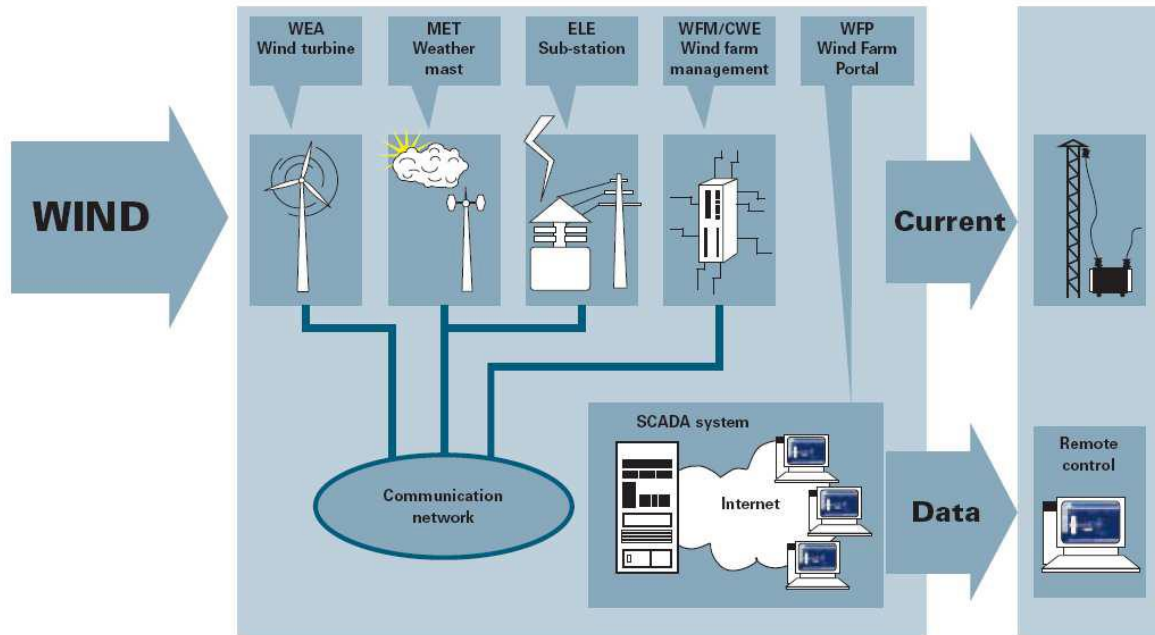 WEA
Wind turbine
MET
Weather
mast
ELE
Sub-station
WFM/CWE
Wind farm
management
WFP
Wind Farm
Portal
WIND
Current
SCADA system
Internet
Communication
network
Data
Remote
control